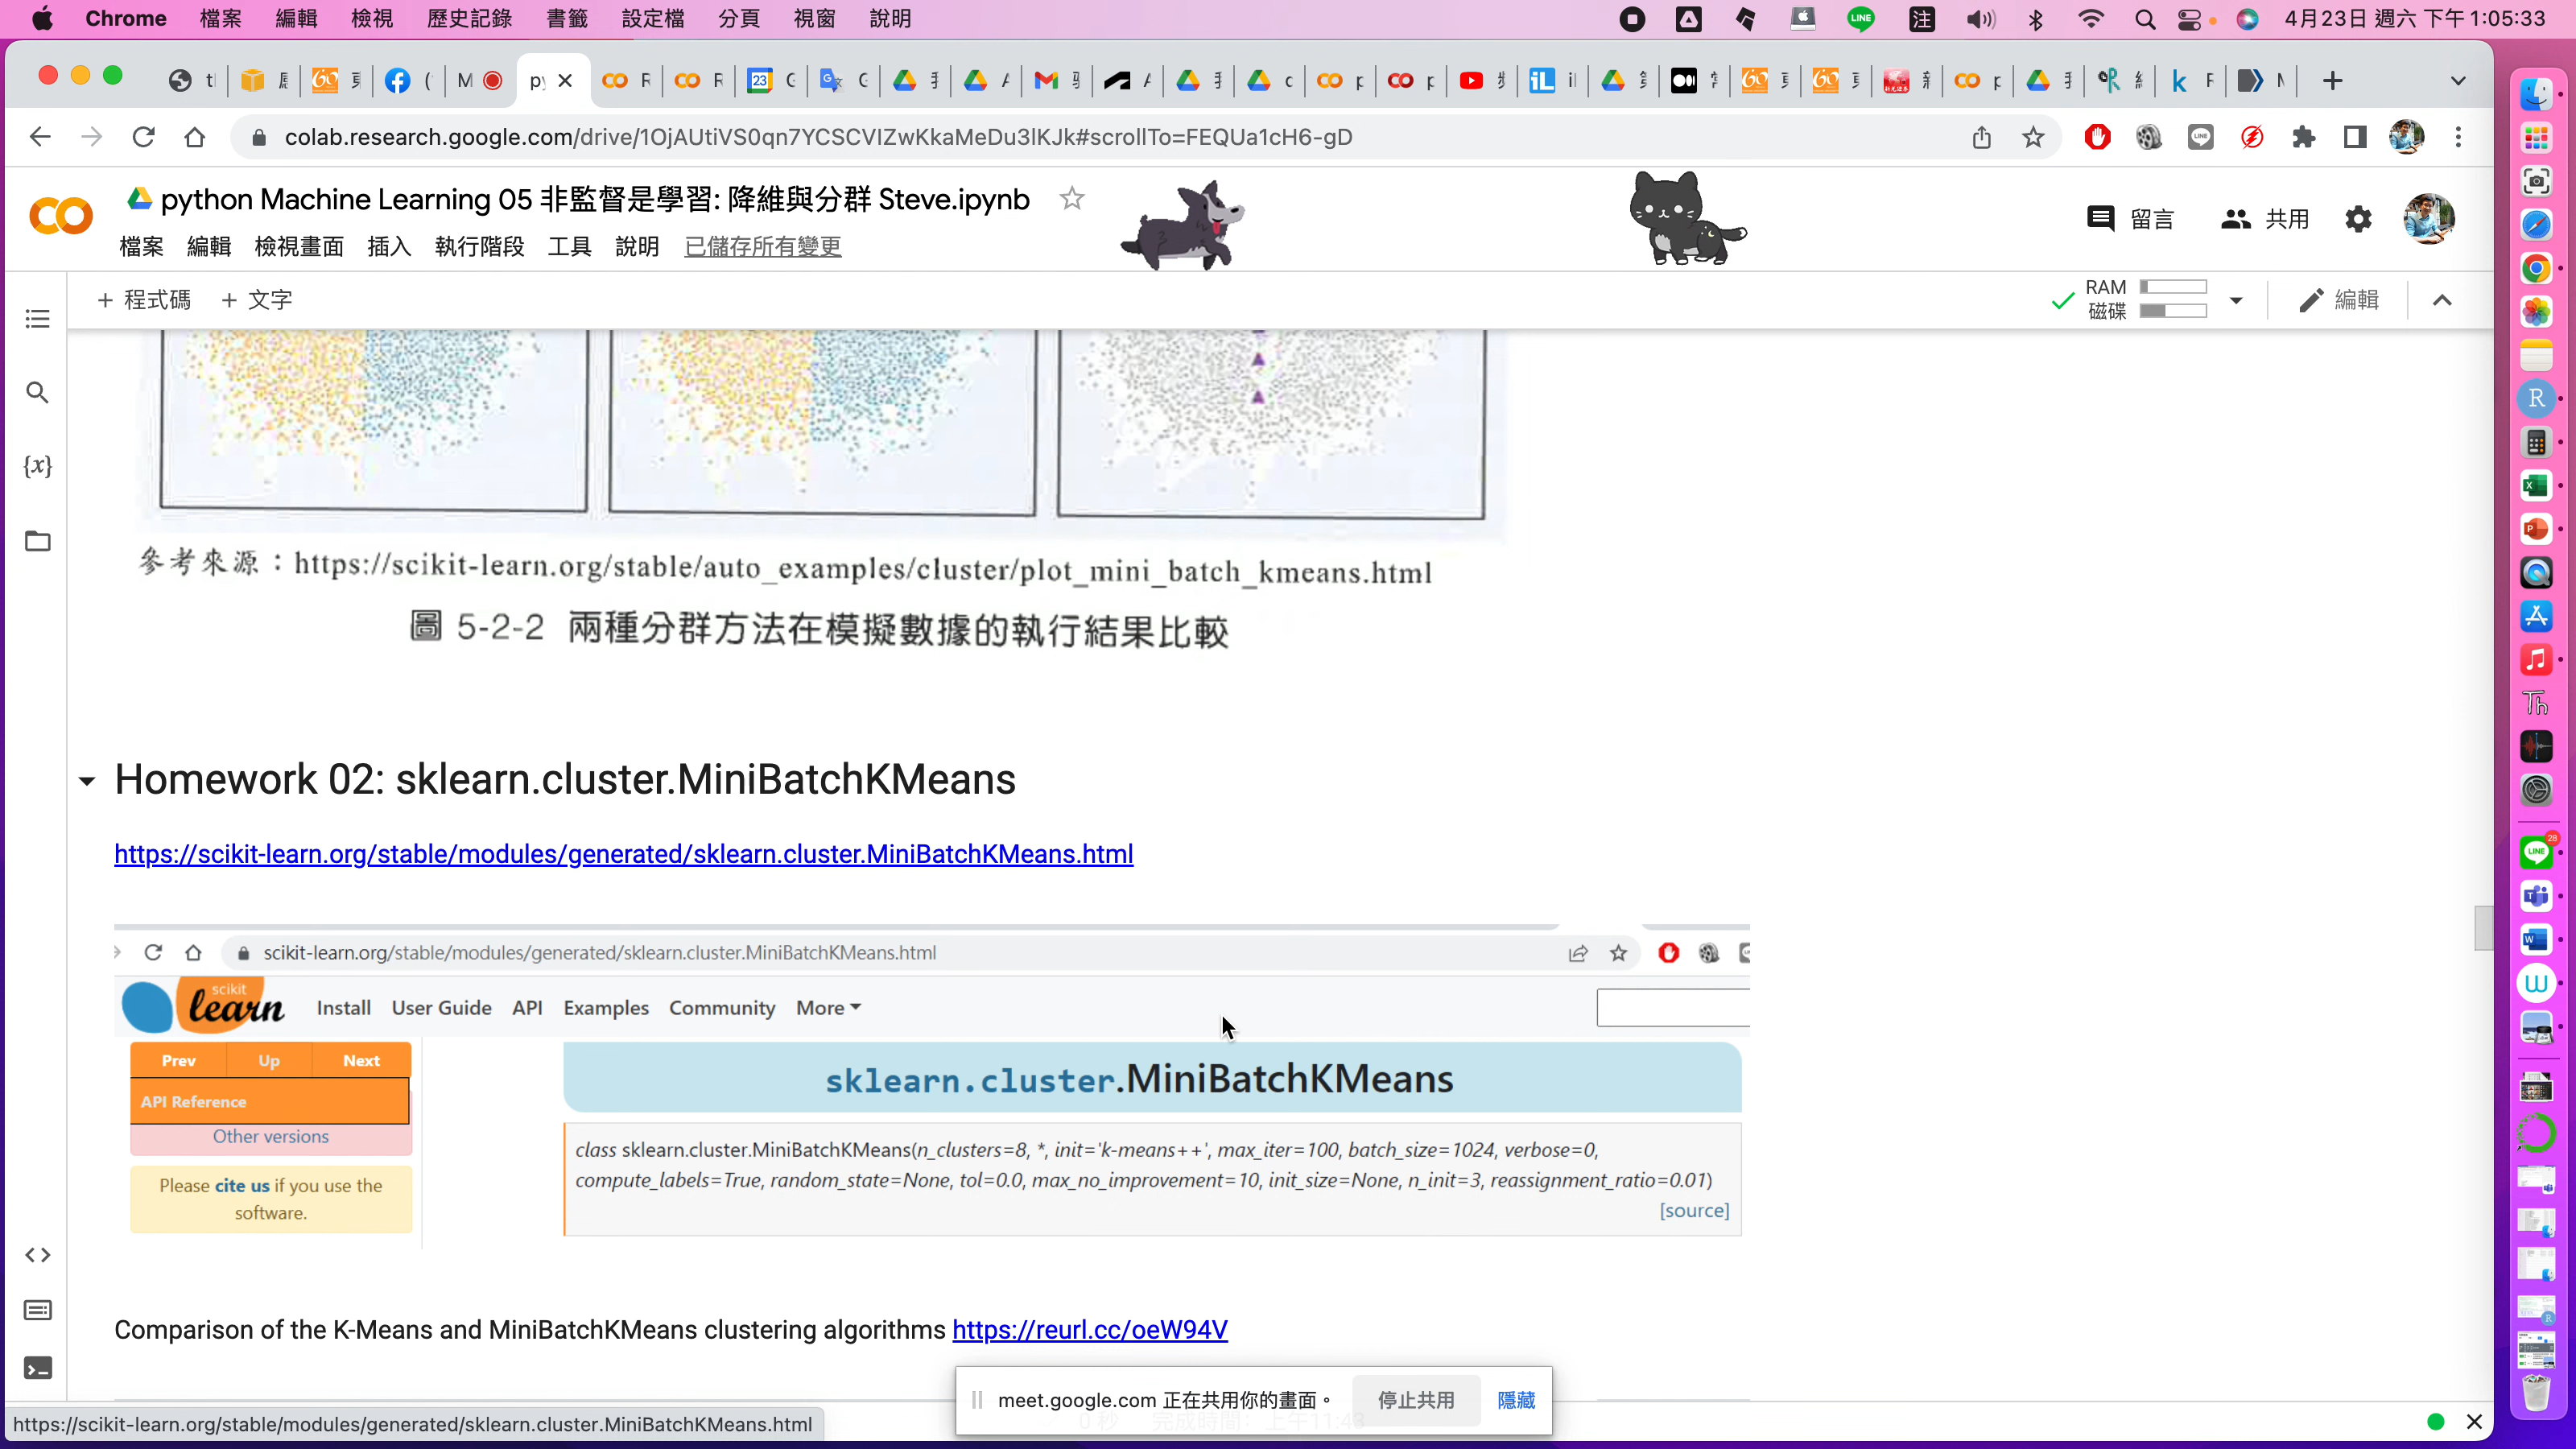 Chrome 檔案 編輯 檢視 歷史記錄 書籤 設定檔 分頁 視窗 說明 LINE 注 4月23日 週六 下午1:05:33
colab.research.google.com/drive/1OjAUtiVS0qn7YCSCVIZwKkaMeDu3lKJk#scrollTo=FEQUa1cH6-gD
python Machine Learning 05 非監督是學習: 降維與分群 Steve.ipynb
檔案 編輯 檢視畫面 插入 執行階段 工具 說明 已儲存所有變更
留言 共用
+ 程式碼 + 文字
RAM
磁碟
編輯
參考來源：https://scikit-learn.org/stable/auto_examples/cluster/plot_mini_batch_kmeans.html
圖 5-2-2 兩種分群方法在模擬數據的執行結果比較
Homework 02: sklearn.cluster.MiniBatchKMeans
https://scikit-learn.org/stable/modules/generated/sklearn.cluster.MiniBatchKMeans.html
scikit-learn.org/stable/modules/generated/sklearn.cluster.MiniBatchKMeans.html
scikit learn Install User Guide API Examples Community More
Prev Up Next
API Reference
Other versions
Please cite us if you use the
software.
sklearn.cluster.MiniBatchKMeans
class sklearn.cluster.MiniBatchKMeans(n_clusters=8, *, init='k-means++', max_iter=100, batch_size=1024, verbose=0,
compute_labels=True, random_state=None, tol=0.0, max_no_improvement=10, init_size=None, n_init=3, reassignment_ratio=0.01)
[source]
Comparison of the K-Means and MiniBatchKMeans clustering algorithms https://reurl.cc/oeW94V
meet.google.com 正在共用你的畫面。 停止共用 隱藏
https://scikit-learn.org/stable/modules/generated/sklearn.cluster.MiniBatchKMeans.html